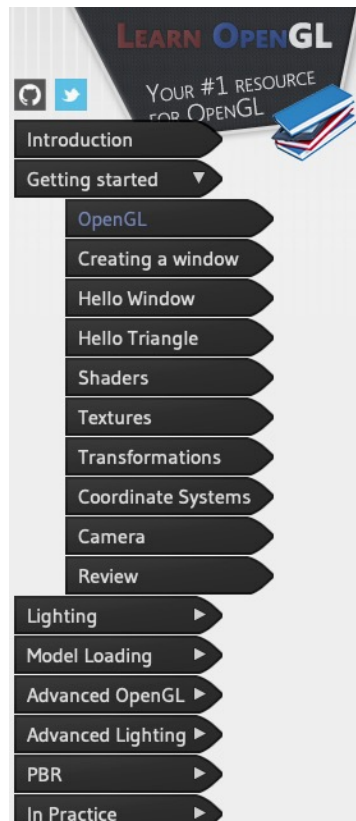 LEARN OPENGL
YOUR #1 RESOURCE
FOR OPENGL
Introduction
Getting started
OpenGL
Creating a window
Hello Window
Hello Triangle
Shaders
Textures
Transformations
Coordinate Systems
Camera
Review
Lighting
Model Loading
Advanced OpenGL
Advanced Lighting
PBR
In Practice